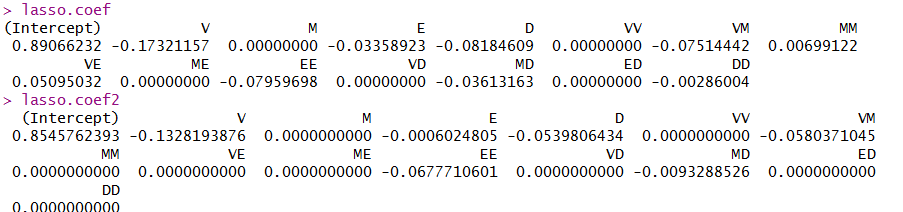 > lasso.coef
(Intercept) V M E D VV VM MM
0.89066232 -0.17321157 0.00000000 -0.03358923 -0.08184609 0.00000000 -0.07514442 0.00699122
VE ME EE VD MD ED DD
0.05095032 0.00000000 -0.07959698 0.00000000 -0.03613163 0.00000000 -0.00286004
> lasso.coef2
(Intercept) V M E D VV VM
0.8545762393 -0.1328193876 0.0000000000 -0.0006024805 -0.0539806434 0.0000000000 -0.0580371045
MM VE ME EE VD MD ED
0.0000000000 0.0000000000 0.0000000000 -0.0677710601 0.0000000000 -0.0093288526 0.0000000000
DD
0.0000000000